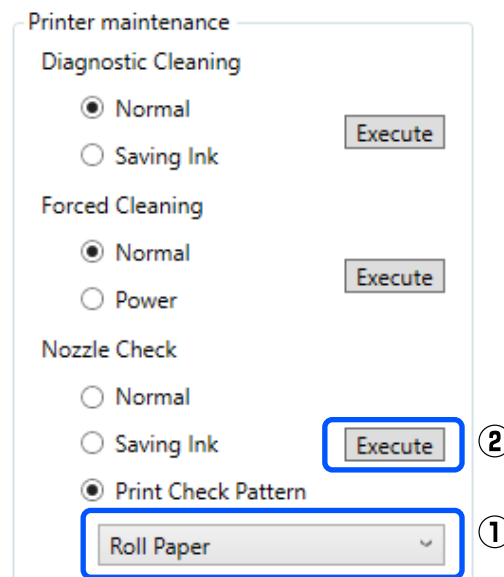 Printer maintenance
Diagnostic Cleaning
Normal
Execute
Saving Ink
Forced Cleaning
Normal
Execute
Power
Nozzle Check
Normal
Saving Ink
Execute
②
Print Check Pattern
Roll Paper
①